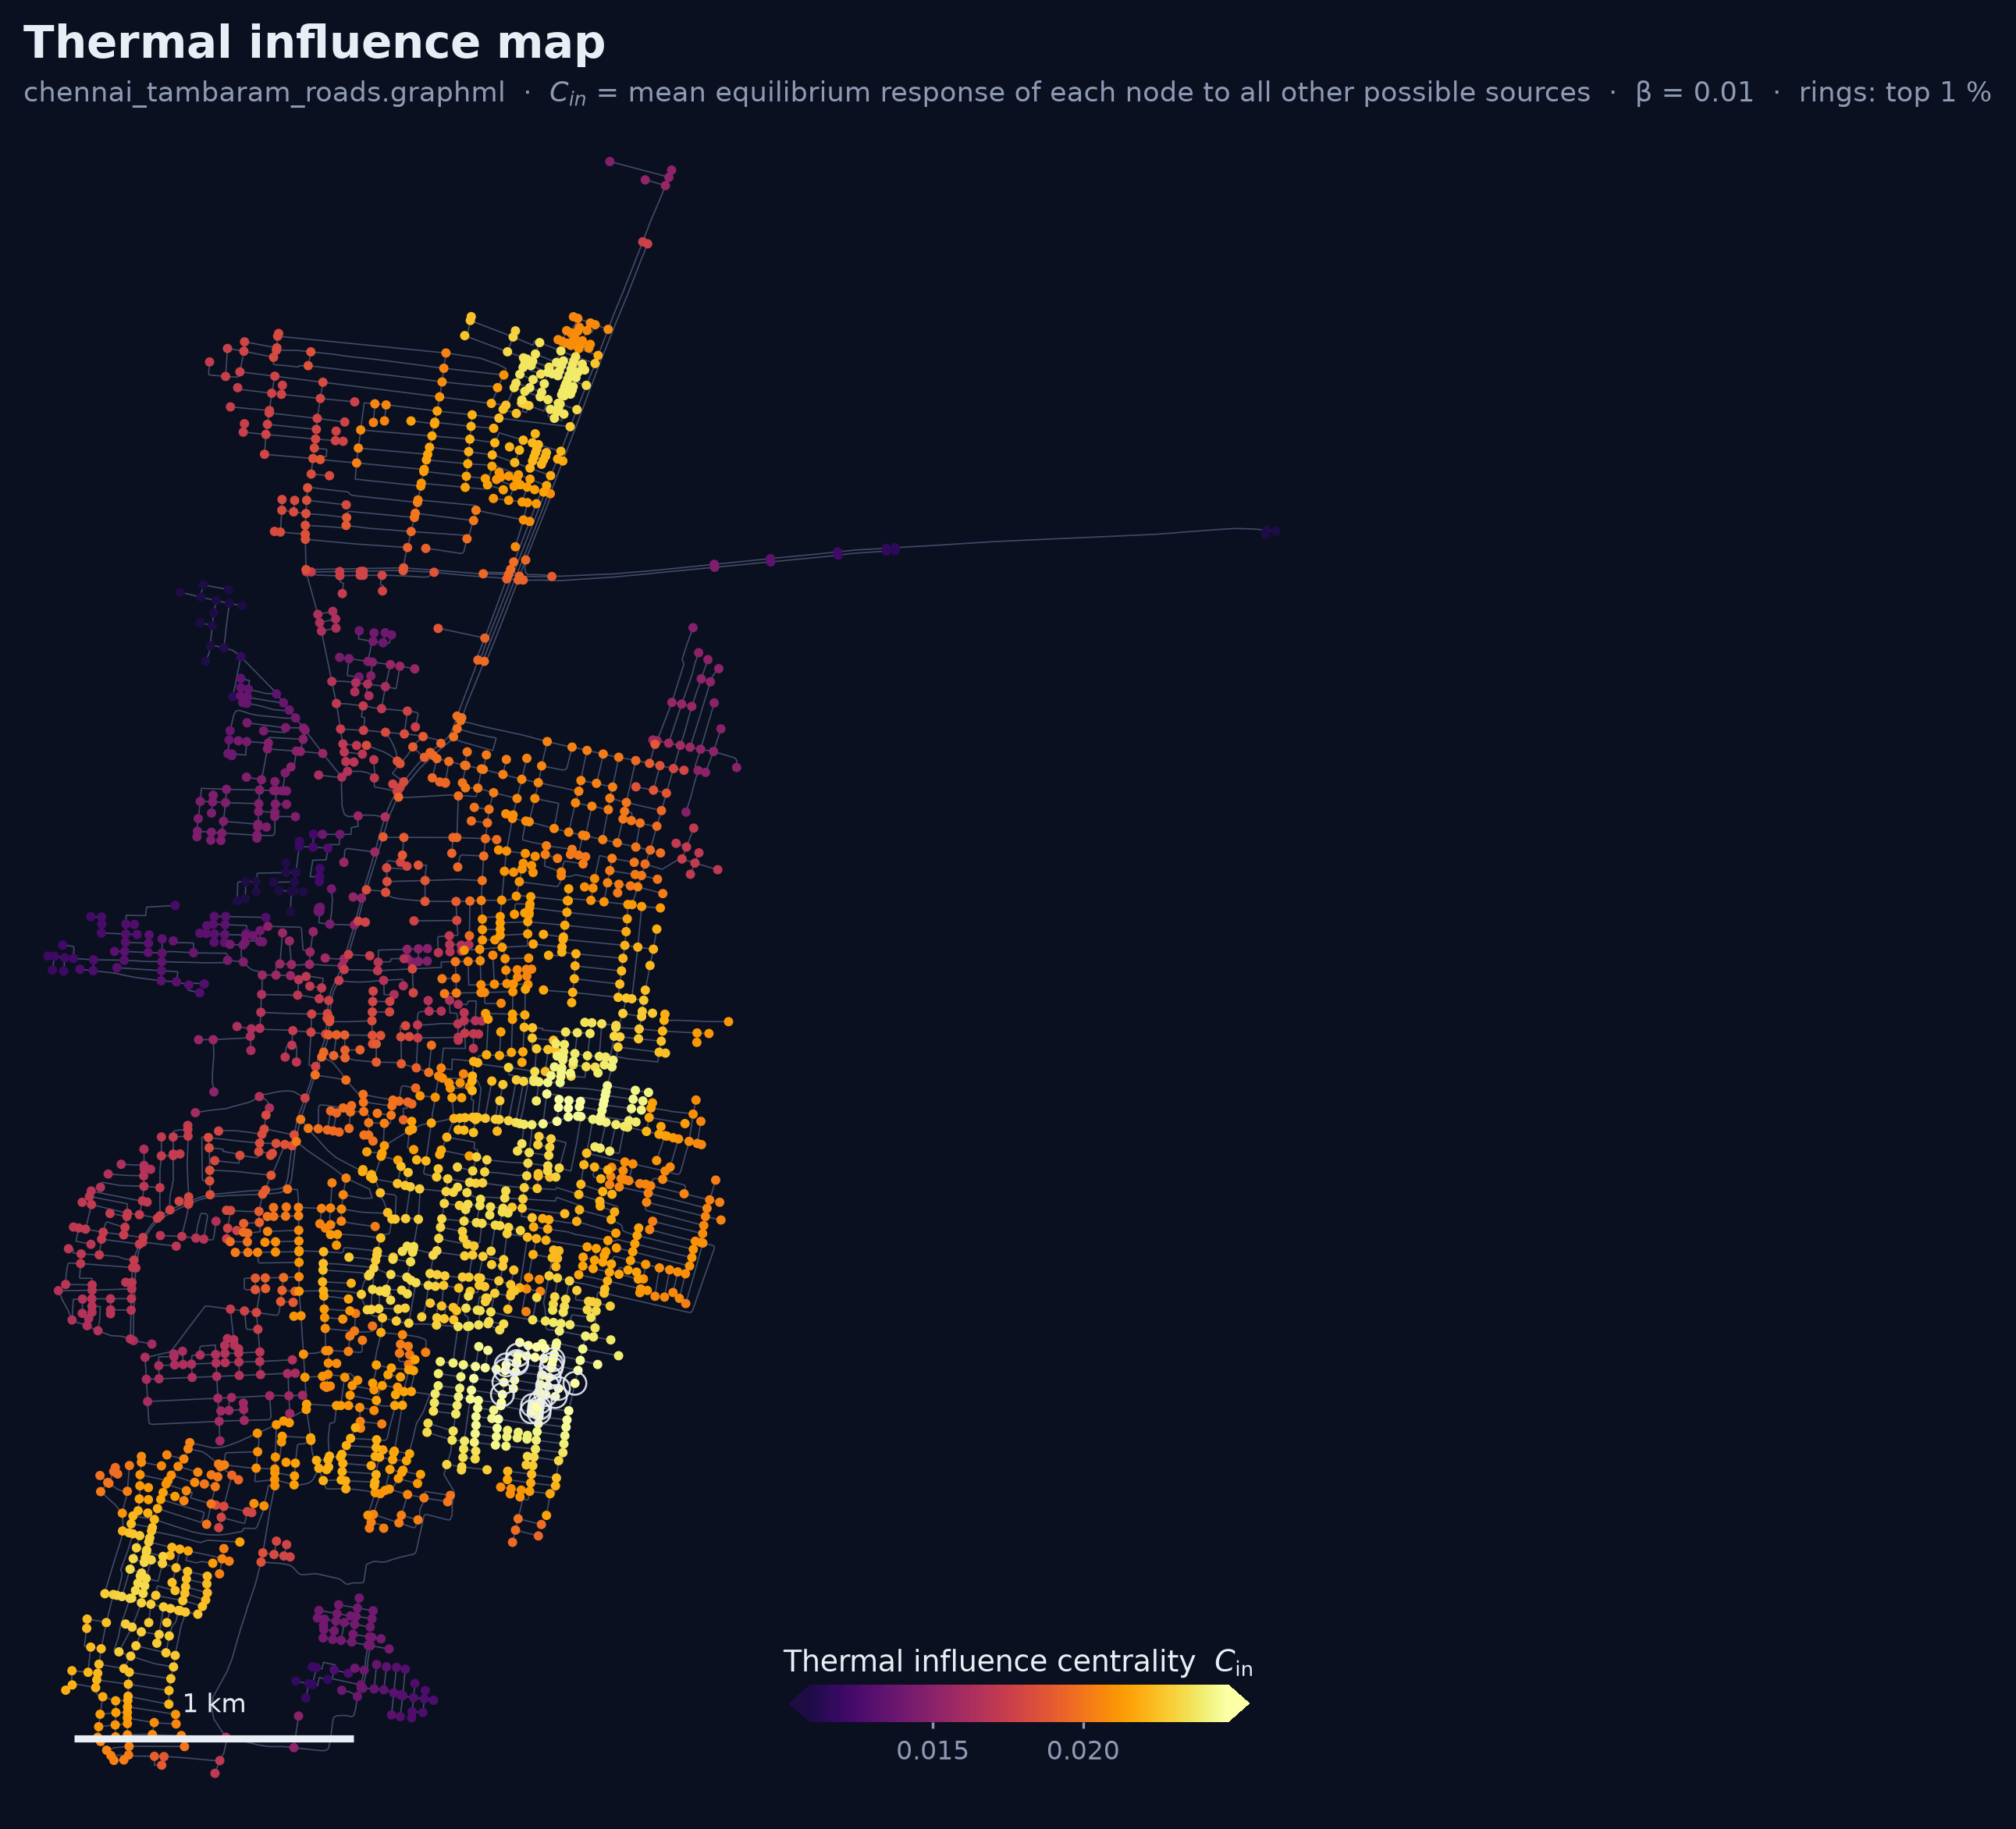 Thermal influence map
chennai_tambaram_roads.graphml · C_in = mean equilibrium response of each node to all other possible sources · β = 0.01 · rings: top 1 %
Thermal influence centrality C_in
1 km
0.015 0.020